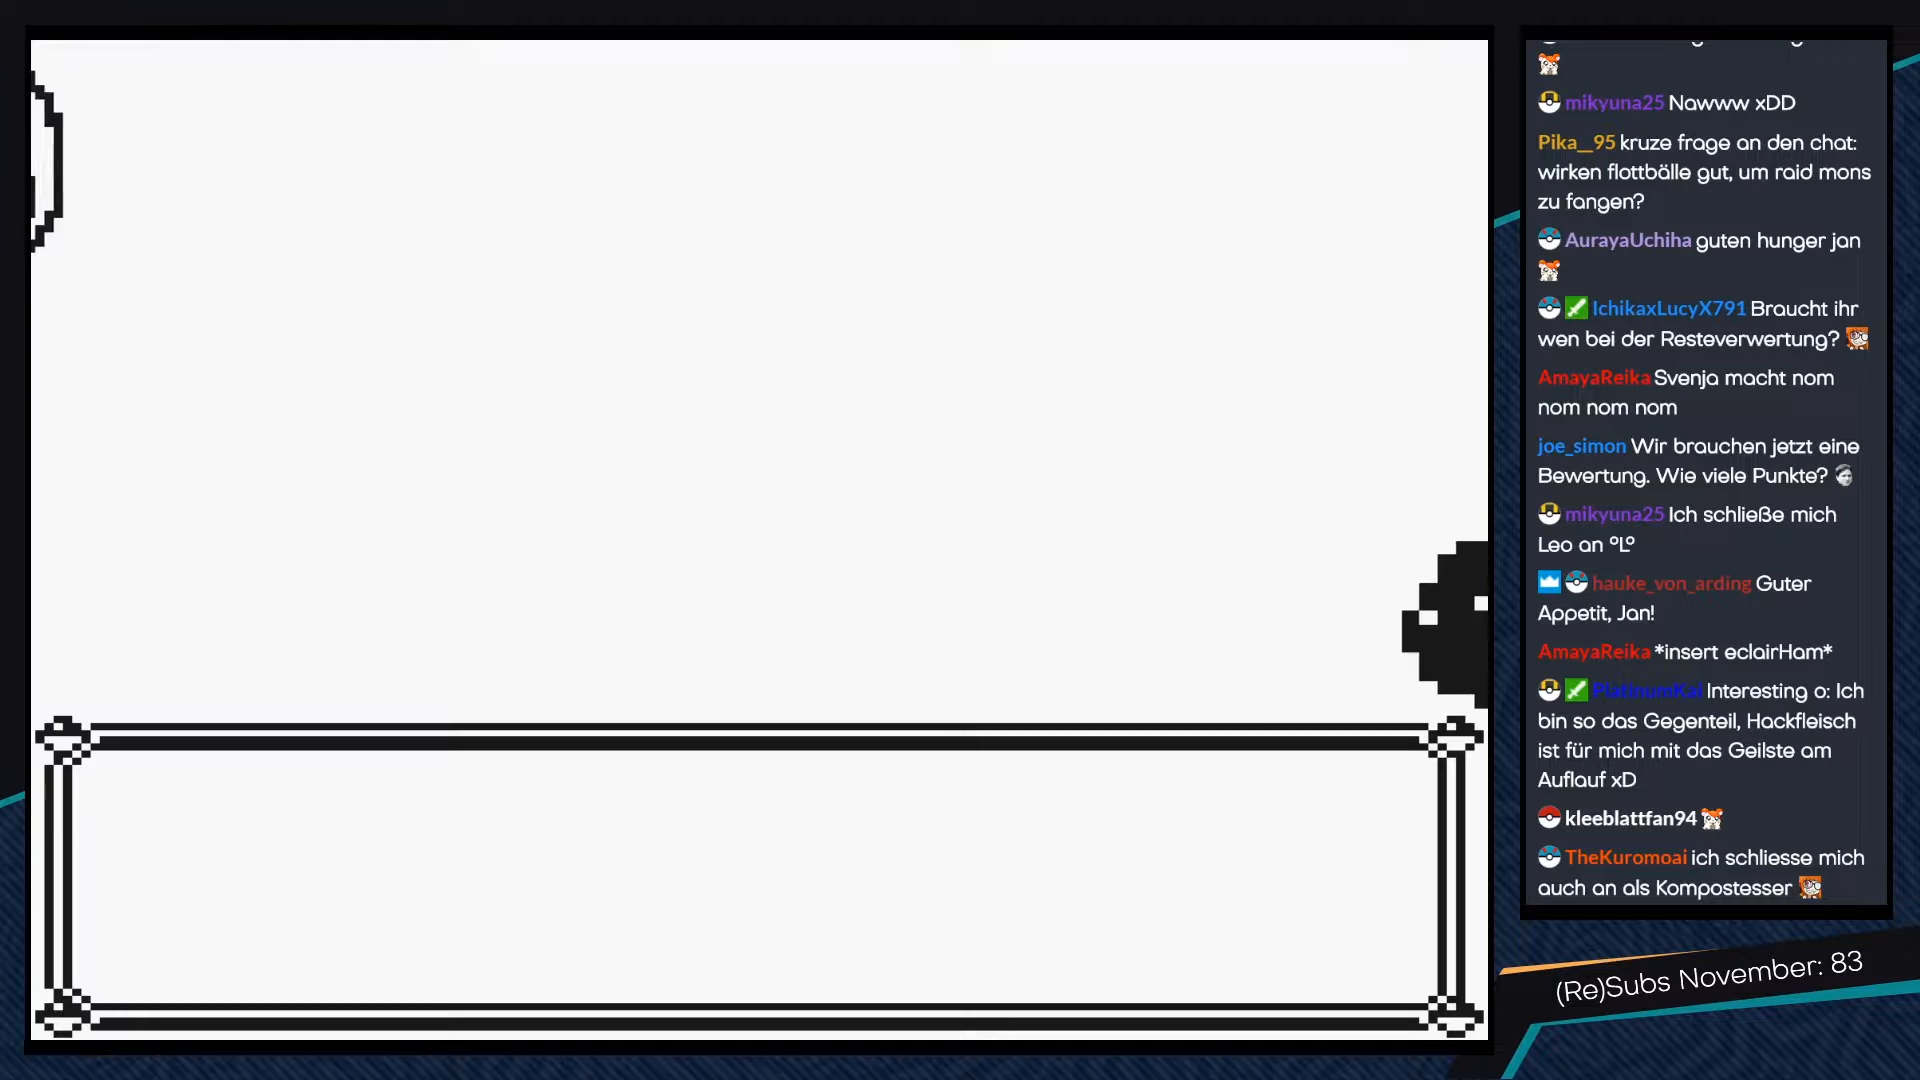 mikyuna25 Nawww xDD
Pika__95 kruze frage an den chat:
wirken flottbälle gut, um raid mons
zu fangen?
AurayaUchiha guten hunger jan
IchikaxLucyX791 Braucht ihr
wen bei der Resteverwertung?
AmayaReika Svenja macht nom
nom nom nom
joe_simon Wir brauchen jetzt eine
Bewertung. Wie viele Punkte?
mikyuna25 Ich schließe mich
Leo an °L°
hauke_von_arding Guter
Appetit, Jan!
AmayaReika *insert eclairHam*
PlatinumKai Interesting o: Ich
bin so das Gegenteil, Hackfleisch
ist für mich mit das Geilste am
Auflauf xD
kleeblattfan94
TheKuromoai ich schliesse mich
auch an als Kompostesser
(Re)Subs November: 83